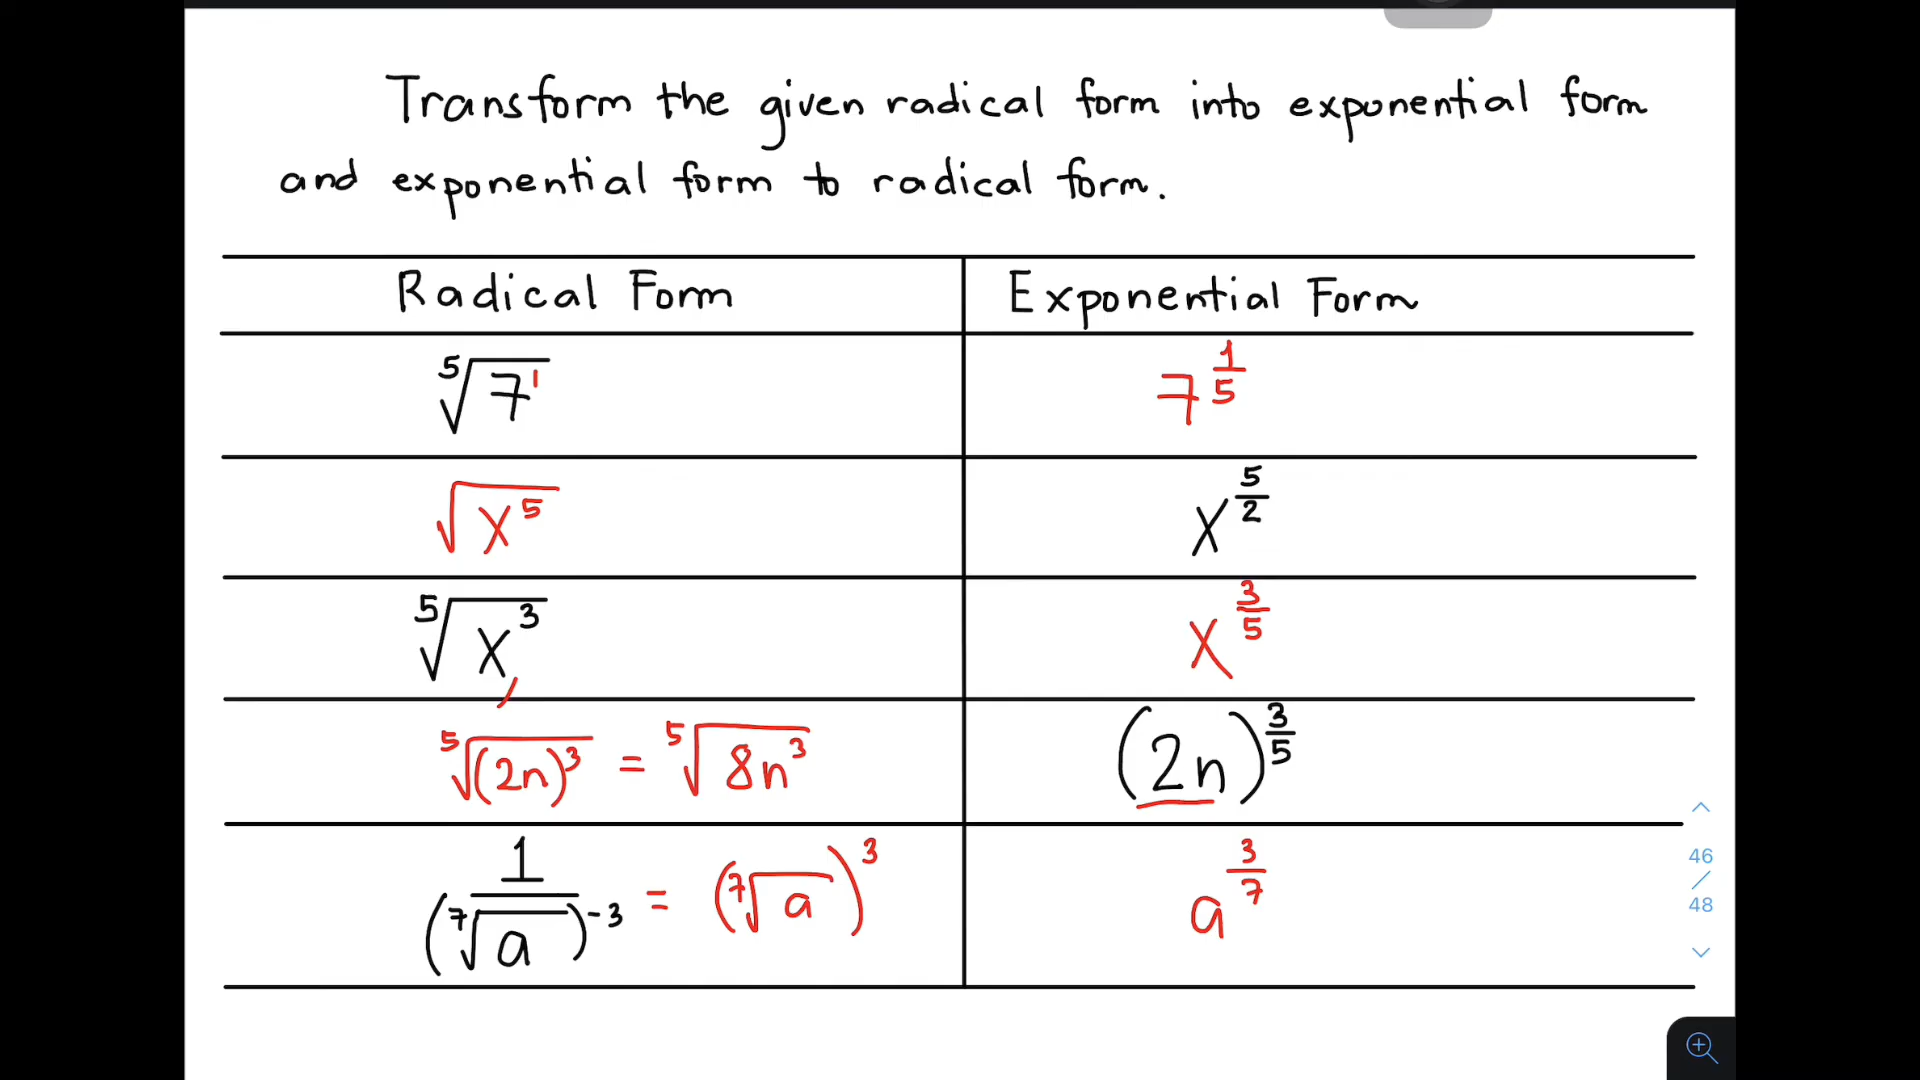 Transform the given radical form into exponential form
and exponential form to radical form.
Radical Form Exponential Form
⁵√7¹ 7^(1/5)
√x⁵ x^(5/2)
⁵√x³ x^(3/5)
⁵√(2n)³ = ⁵√8n³ (2n)^(3/5)
1/(⁷√a)⁻³ = (⁷√a)³ a^(3/7)
46
/
48